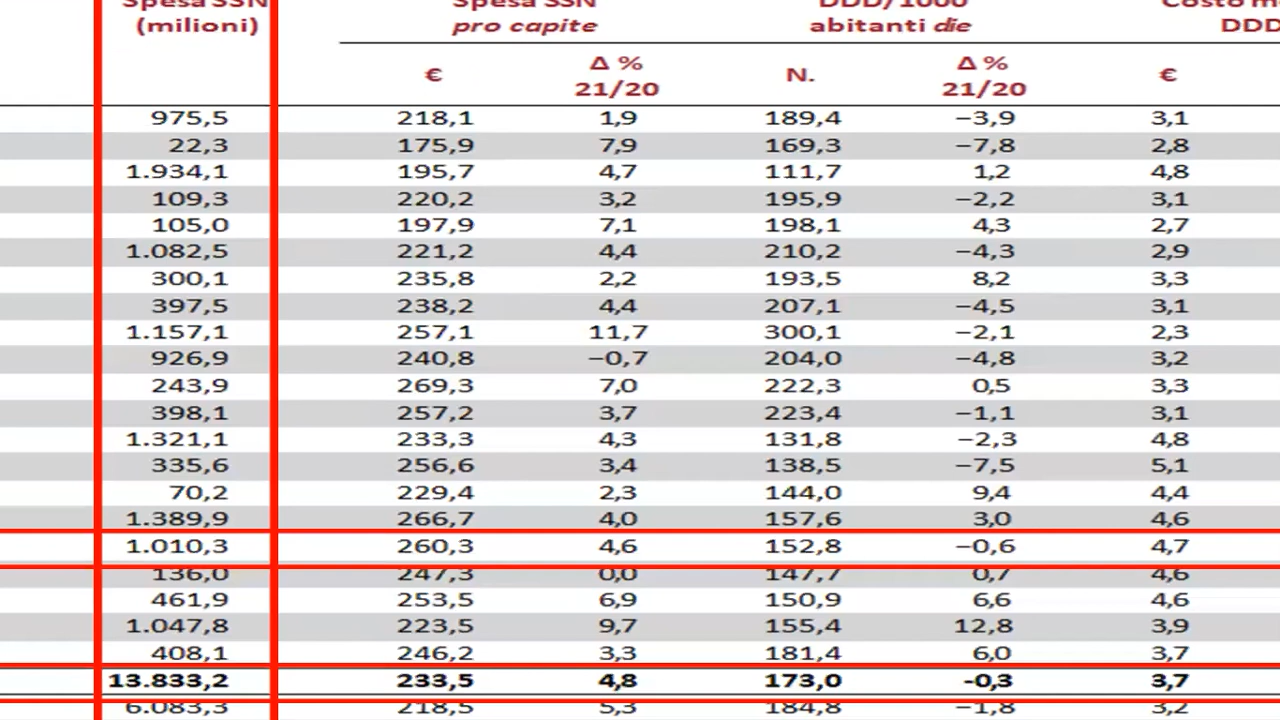 Spesa SSN Spesa SSN DDD/1000 Costo
(milioni) pro capite abitanti die DDD
€ Δ % N. Δ % €
21/20 21/20
975,5 218,1 1,9 189,4 −3,9 3,1
22,3 175,9 7,9 169,3 −7,8 2,8
1.934,1 195,7 4,7 111,7 1,2 4,8
109,3 220,2 3,2 195,9 −2,2 3,1
105,0 197,9 7,1 198,1 4,3 2,7
1.082,5 221,2 4,4 210,2 −4,3 2,9
300,1 235,8 2,2 193,5 8,2 3,3
397,5 238,2 4,4 207,1 −4,5 3,1
1.157,1 257,1 11,7 300,1 −2,1 2,3
926,9 240,8 −0,7 204,0 −4,8 3,2
243,9 269,3 7,0 222,3 0,5 3,3
398,1 257,2 3,7 223,4 −1,1 3,1
1.321,1 233,3 4,3 131,8 −2,3 4,8
335,6 256,6 3,4 138,5 −7,5 5,1
70,2 229,4 2,3 144,0 9,4 4,4
1.389,9 266,7 4,0 157,6 3,0 4,6
1.010,3 260,3 4,6 152,8 −0,6 4,7
136,0 247,3 0,0 147,7 0,7 4,6
461,9 253,5 6,9 150,9 6,6 4,6
1.047,8 223,5 9,7 155,4 12,8 3,9
408,1 246,2 3,3 181,4 6,0 3,7
13.833,2 233,5 4,8 173,0 -0,3 3,7
6.083,3 218,5 5,3 184,8 −1,8 3,2